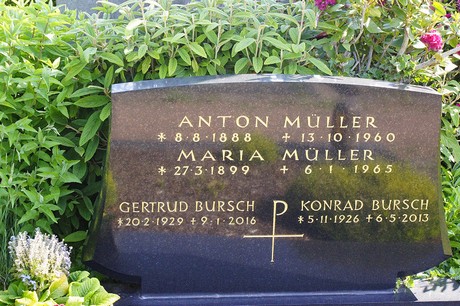 ANTON MÜLLER
* 8·8·1888 + 13·10·1960
MARIA MÜLLER
* 27·3·1899 + 6·1·1965
GERTRUD BURSCH
*20·2·1929 +9·1·2016
KONRAD BURSCH
*5·11·1926 +6·5·2013